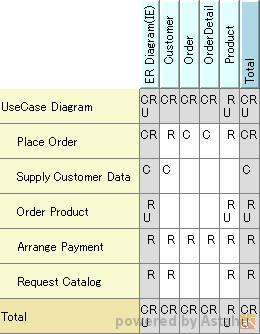 ER Diagram(IE) Customer Order OrderDetail Product Total
UseCase Diagram CRU CR CR CR RU CRU
Place Order CR R C C R CR
Supply Customer Data C C C
Order Product RU RU RU
Arrange Payment R R R R R R
Request Catalog R R R R
Total CRU CR CR CR RU CRU
powered by Astah